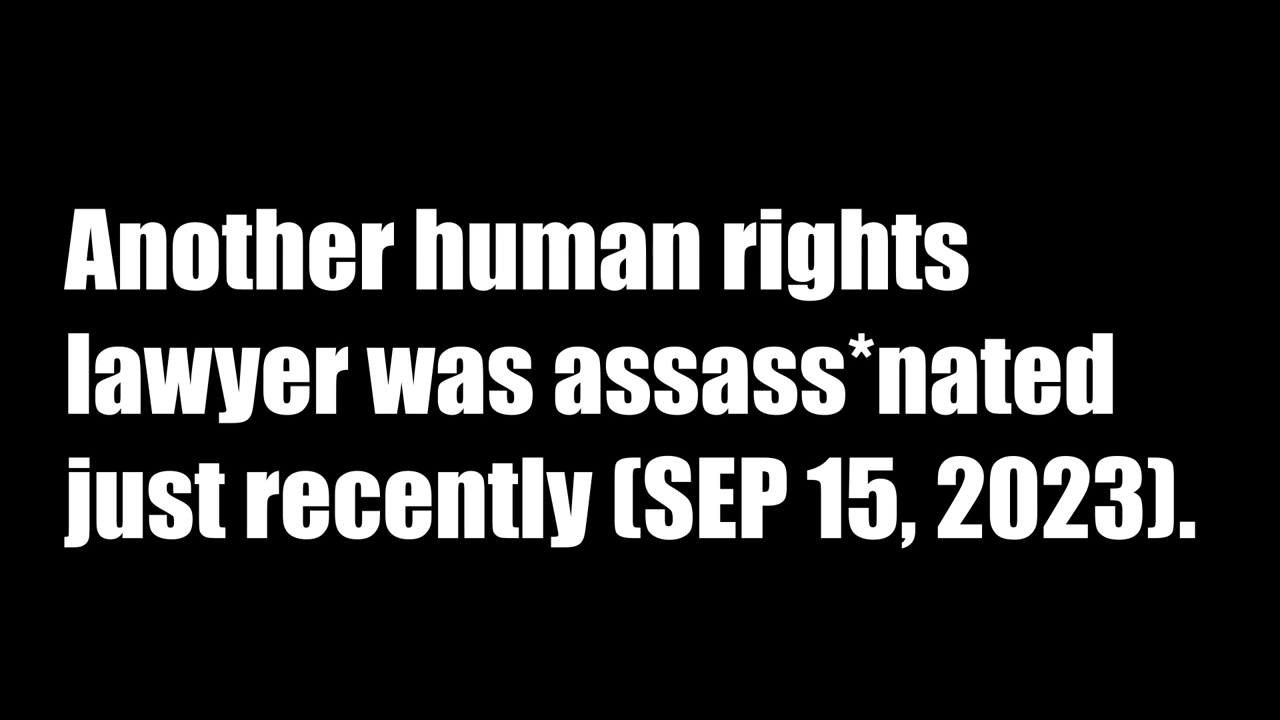 Another human rights
lawyer was assass*nated
just recently (SEP 15, 2023).